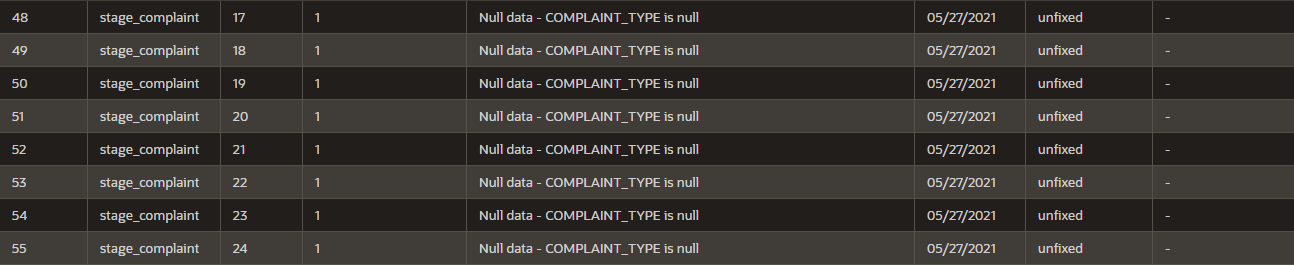 48 stage_complaint 17 1 Null data - COMPLAINT_TYPE is null 05/27/2021 unfixed -
49 stage_complaint 18 1 Null data - COMPLAINT_TYPE is null 05/27/2021 unfixed -
50 stage_complaint 19 1 Null data - COMPLAINT_TYPE is null 05/27/2021 unfixed -
51 stage_complaint 20 1 Null data - COMPLAINT_TYPE is null 05/27/2021 unfixed -
52 stage_complaint 21 1 Null data - COMPLAINT_TYPE is null 05/27/2021 unfixed -
53 stage_complaint 22 1 Null data - COMPLAINT_TYPE is null 05/27/2021 unfixed -
54 stage_complaint 23 1 Null data - COMPLAINT_TYPE is null 05/27/2021 unfixed -
55 stage_complaint 24 1 Null data - COMPLAINT_TYPE is null 05/27/2021 unfixed -